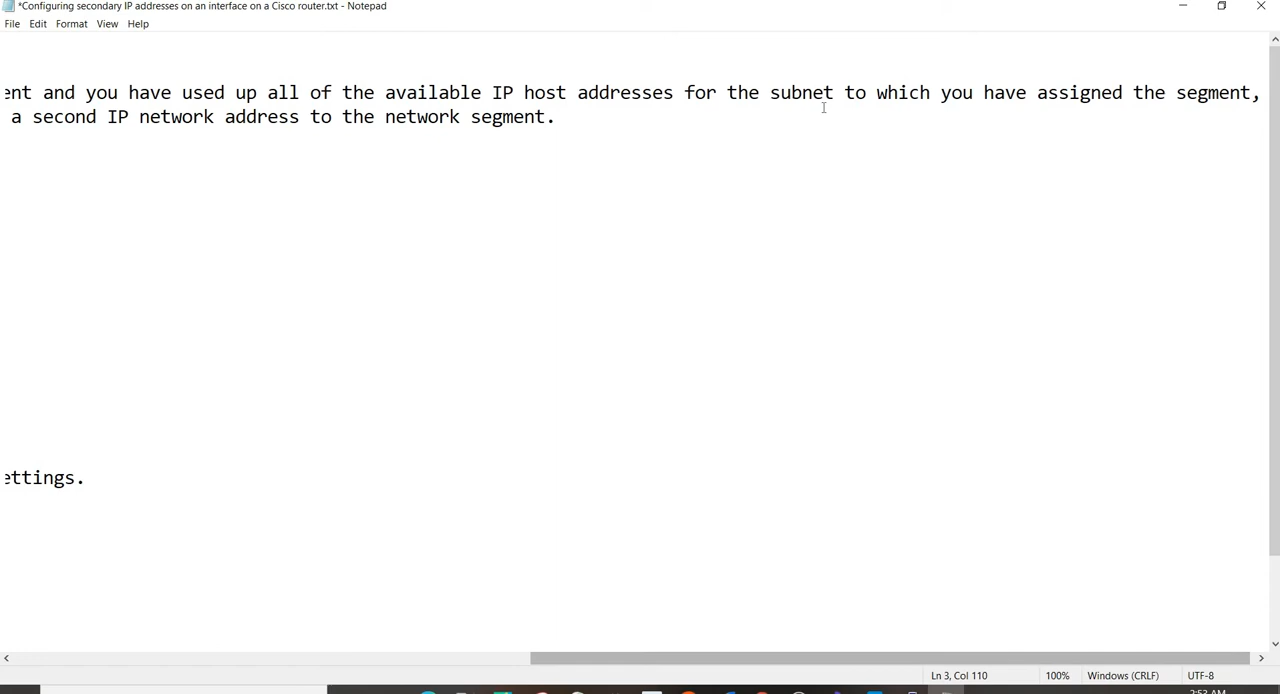 *Configuring secondary IP addresses on an interface on a Cisco router.txt - Notepad
File Edit Format View Help
ent and you have used up all of the available IP host addresses for the subnet to which you have assigned the segment,
a second IP network address to the network segment.
ettings.
Ln 3, Col 110 100% Windows (CRLF) UTF-8
2:53 AM